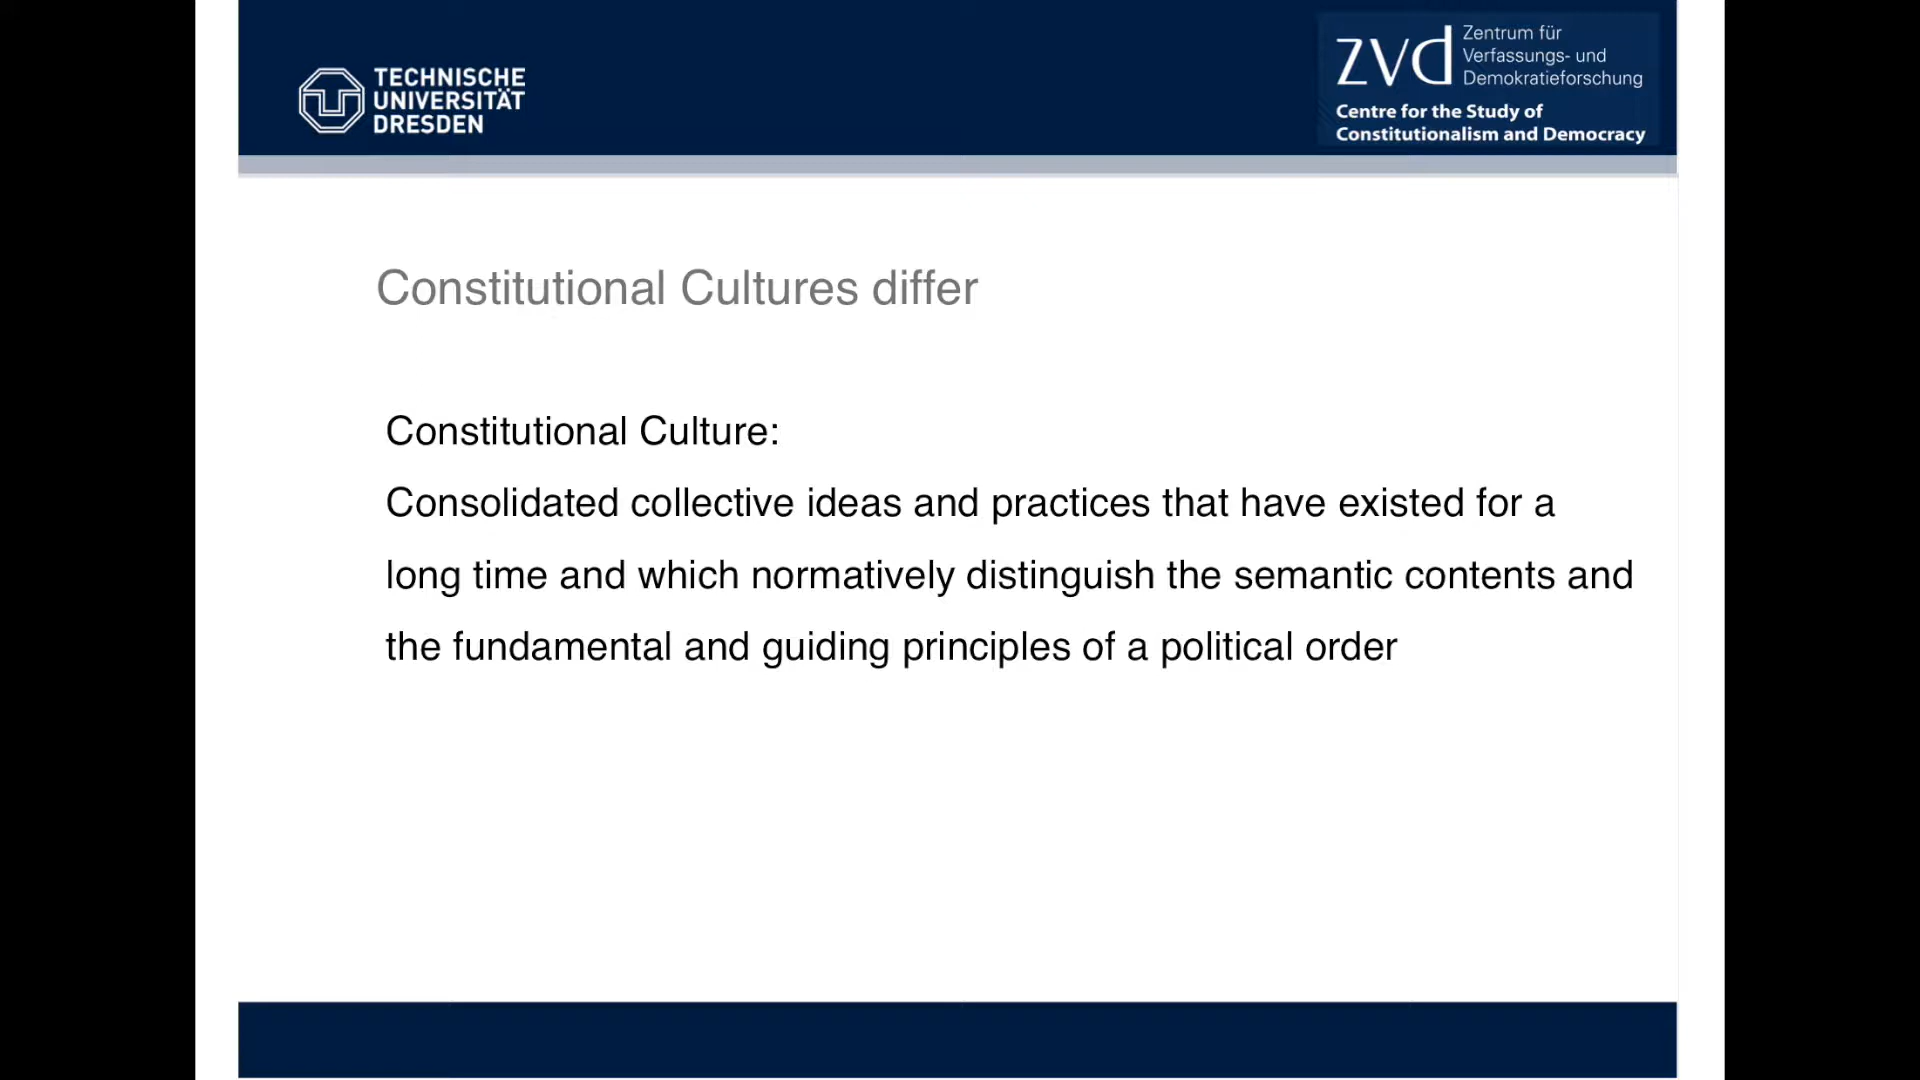 TECHNISCHE
UNIVERSITÄT
DRESDEN
zvd
Zentrum für
Verfassungs- und
Demokratieforschung
Centre for the Study of
Constitutionalism and Democracy
Constitutional Cultures differ
Constitutional Culture:
Consolidated collective ideas and practices that have existed for a
long time and which normatively distinguish the semantic contents and
the fundamental and guiding principles of a political order